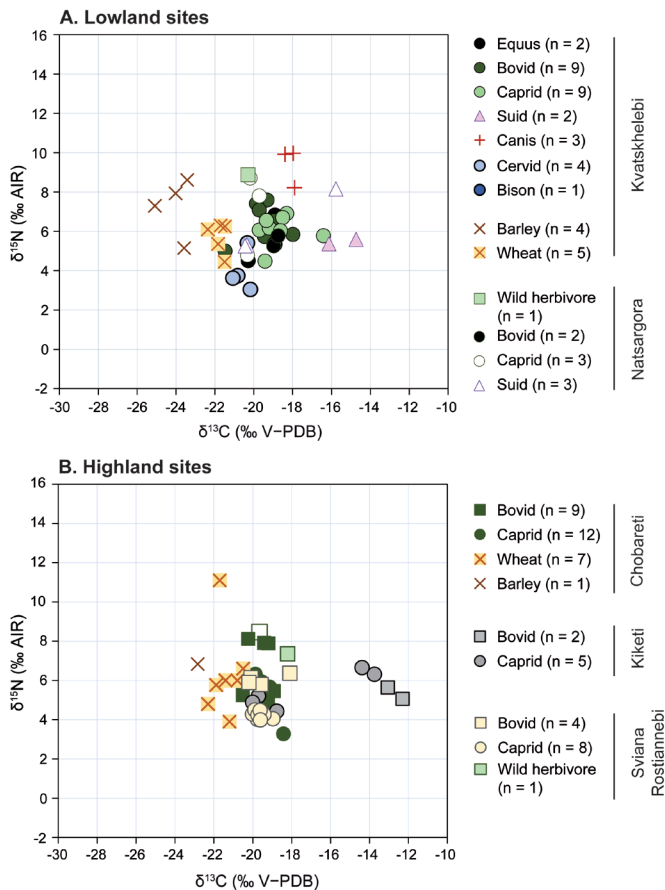 A. Lowland sites
16
14
12
10
8
6
4
2
0
-2
δ¹⁵N (‰ AIR)
-30 -28 -26 -24 -22 -20 -18 -16 -14 -12 -10
δ¹³C (‰ V−PDB)
Equus (n = 2)
Bovid (n = 9)
Caprid (n = 9)
Suid (n = 2)
Canis (n = 3)
Cervid (n = 4)
Bison (n = 1)
Barley (n = 4)
Wheat (n = 5)
Kvatskhelebi
Wild herbivore
(n = 1)
Bovid (n = 2)
Caprid (n = 3)
Suid (n = 3)
Natsargora
B. Highland sites
16
14
12
10
8
6
4
2
0
-2
δ¹⁵N (‰ AIR)
-30 -28 -26 -24 -22 -20 -18 -16 -14 -12 -10
δ¹³C (‰ V−PDB)
Bovid (n = 9)
Caprid (n = 12)
Wheat (n = 7)
Barley (n = 1)
Chobareti
Bovid (n = 2)
Caprid (n = 5)
Kiketi
Bovid (n = 4)
Caprid (n = 8)
Wild herbivore
(n = 1)
Sviana
Rostiannebi